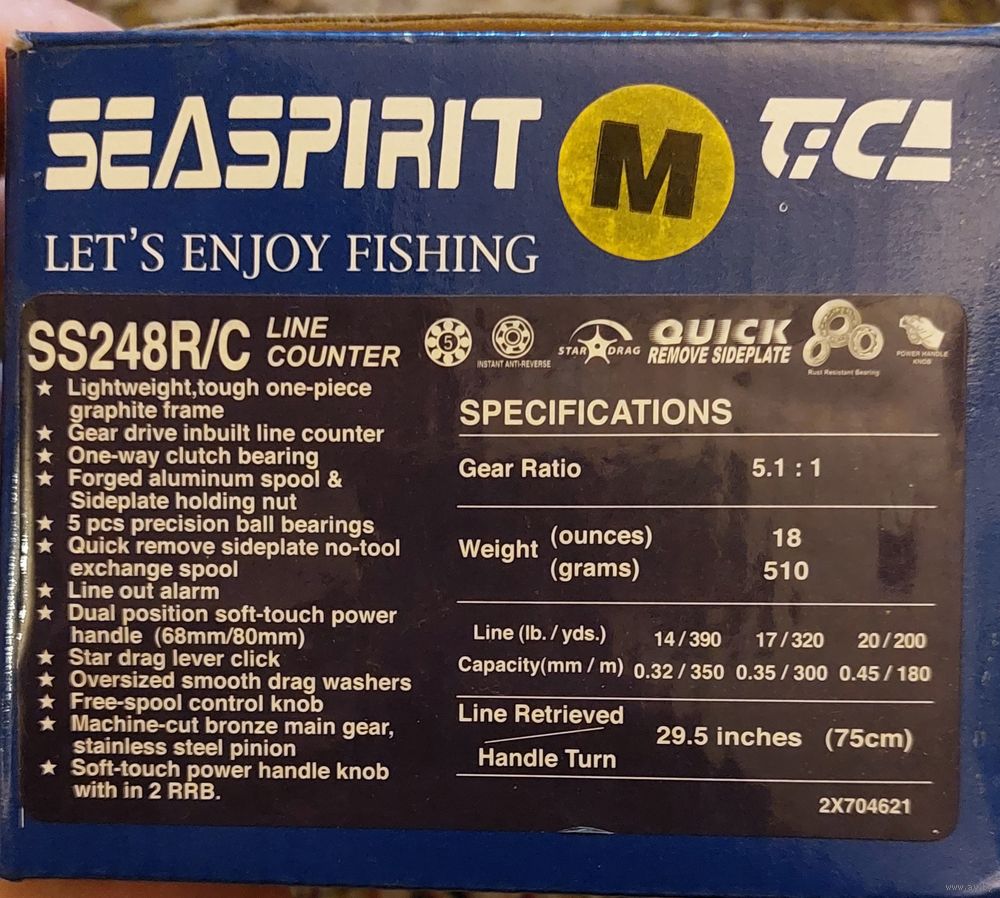 SEASPIRIT M TiCA
LET'S ENJOY FISHING
SS248R/C LINE COUNTER
5
INSTANT ANTI-REVERSE
STAR DRAG
QUICK
REMOVE SIDEPLATE
Rust Resistant Bearing
POWER HANDLE
KNOB
★ Lightweight,tough one-piece
graphite frame
★ Gear drive inbuilt line counter
★ One-way clutch bearing
★ Forged aluminum spool &
Sideplate holding nut
★ 5 pcs precision ball bearings
★ Quick remove sideplate no-tool
exchange spool
★ Line out alarm
★ Dual position soft-touch power
handle (68mm/80mm)
★ Star drag lever click
★ Oversized smooth drag washers
★ Free-spool control knob
★ Machine-cut bronze main gear,
stainless steel pinion
★ Soft-touch power handle knob
with in 2 RRB.
SPECIFICATIONS
Gear Ratio 5.1 : 1
Weight (ounces) 18
(grams) 510
Line (lb. / yds.) 14 / 390 17 / 320 20 / 200
Capacity(mm / m) 0.32 / 350 0.35 / 300 0.45 / 180
Line Retrieved
Handle Turn
29.5 inches (75cm)
2X704621